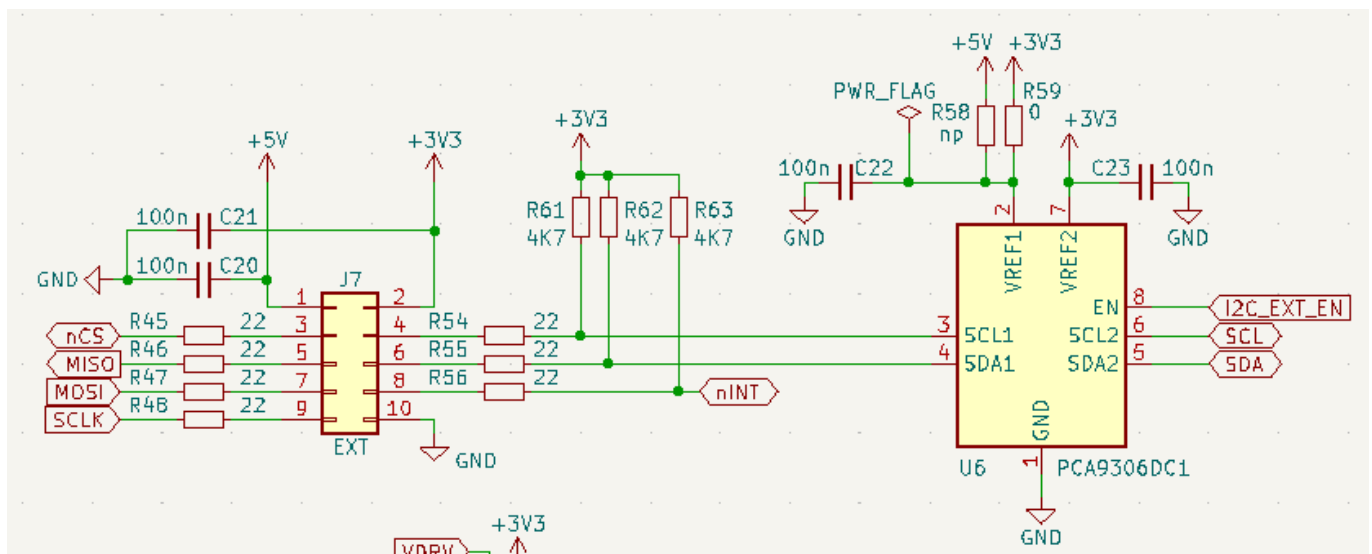 +5V +3V3
PWR_FLAG R58 R59
np 0
+3V3
+3V3
+5V +3V3
100n C22 C23 100n
R61 R62 R63
4K7 4K7 4K7
100n C21
GND GND
2 7
100n C20
GND
VREF1 VREF2
J7
1 2
EN 8 I2C_EXT_EN
nCS R45 22 3 4 R54 22 3 SCL1 SCL2 6 SCL
MISO R46 22 5 6 R55 22 4 SDA1 SDA2 5 SDA
MOSI R47 22 7 8 R56 22 nINT
SCLK R48 22 9 10
GND
EXT GND
U6 1 PCA9306DC1
+3V3
GND
VDRV